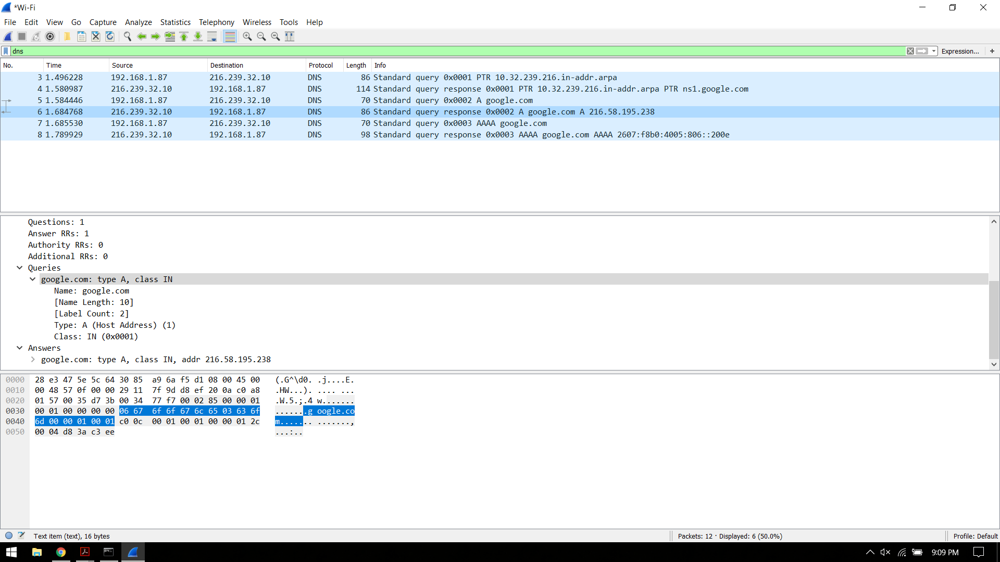 *Wi-Fi
File Edit View Go Capture Analyze Statistics Telephony Wireless Tools Help
dns Expression... +
No. Time Source Destination Protocol Length Info
3 1.496228 192.168.1.87 216.239.32.10 DNS 86 Standard query 0x0001 PTR 10.32.239.216.in-addr.arpa
4 1.580987 216.239.32.10 192.168.1.87 DNS 114 Standard query response 0x0001 PTR 10.32.239.216.in-addr.arpa PTR ns1.google.com
5 1.584446 192.168.1.87 216.239.32.10 DNS 70 Standard query 0x0002 A google.com
6 1.684768 216.239.32.10 192.168.1.87 DNS 86 Standard query response 0x0002 A google.com A 216.58.195.238
7 1.685530 192.168.1.87 216.239.32.10 DNS 70 Standard query 0x0003 AAAA google.com
8 1.789929 216.239.32.10 192.168.1.87 DNS 98 Standard query response 0x0003 AAAA google.com AAAA 2607:f8b0:4005:806::200e
Questions: 1
Answer RRs: 1
Authority RRs: 0
Additional RRs: 0
Queries
google.com: type A, class IN
Name: google.com
[Name Length: 10]
[Label Count: 2]
Type: A (Host Address) (1)
Class: IN (0x0001)
Answers
google.com: type A, class IN, addr 216.58.195.238
0000 28 e3 47 5e 5c 64 30 85 a9 6a f5 d1 08 00 45 00 (.G^\d0. .j....E.
0010 00 48 57 0f 00 00 29 11 7f 9d d8 ef 20 0a c0 a8 .HW...). .... ...
0020 01 57 00 35 d7 3b 00 34 77 f7 00 02 85 00 00 01 .W.5.;.4 w.......
0030 00 01 00 00 00 00 06 67 6f 6f 67 6c 65 03 63 6f .......g oogle.co
0040 6d 00 00 01 00 01 c0 0c 00 01 00 01 00 00 01 2c m....... .......,
0050 00 04 d8 3a c3 ee ...:..
Text item (text), 16 bytes Packets: 12 · Displayed: 6 (50.0%) Profile: Default
9:09 PM